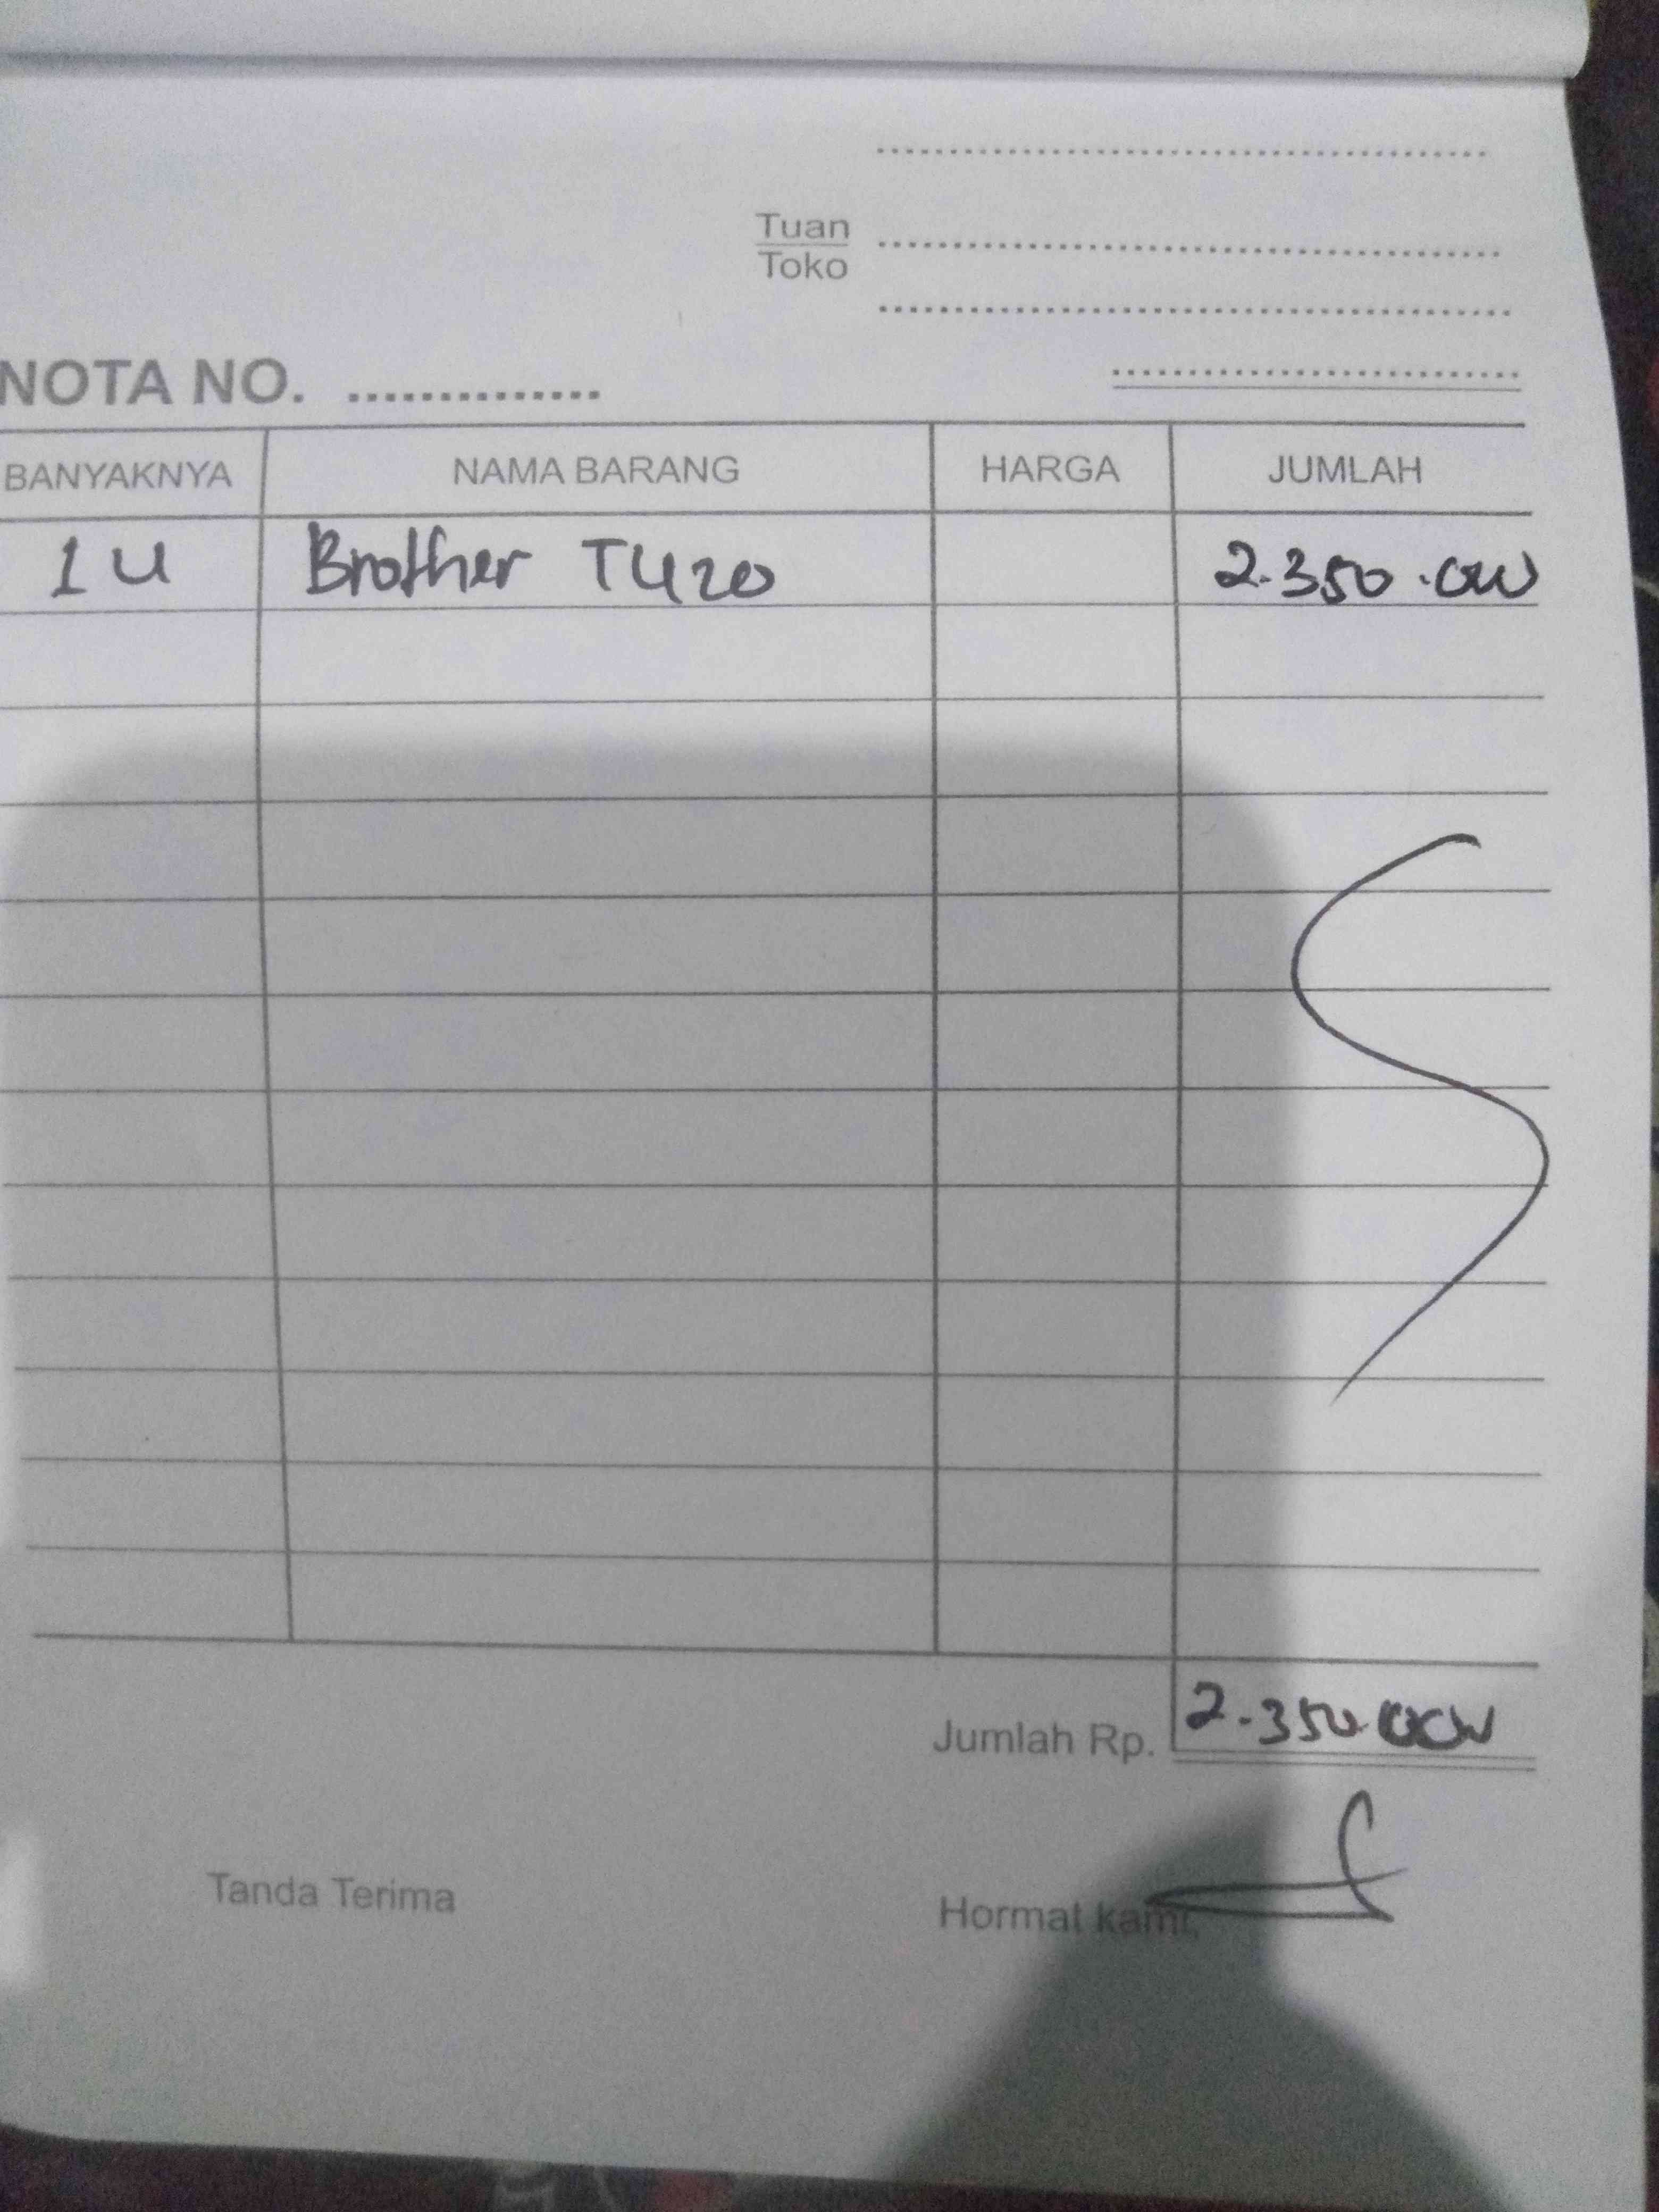 Tuan
Toko
NOTA NO. ..............
BANYAKNYA NAMA BARANG HARGA JUMLAH
1 U Brother T420 2.350.000
Jumlah Rp. 2.350.000
Tanda Terima Hormat kami,